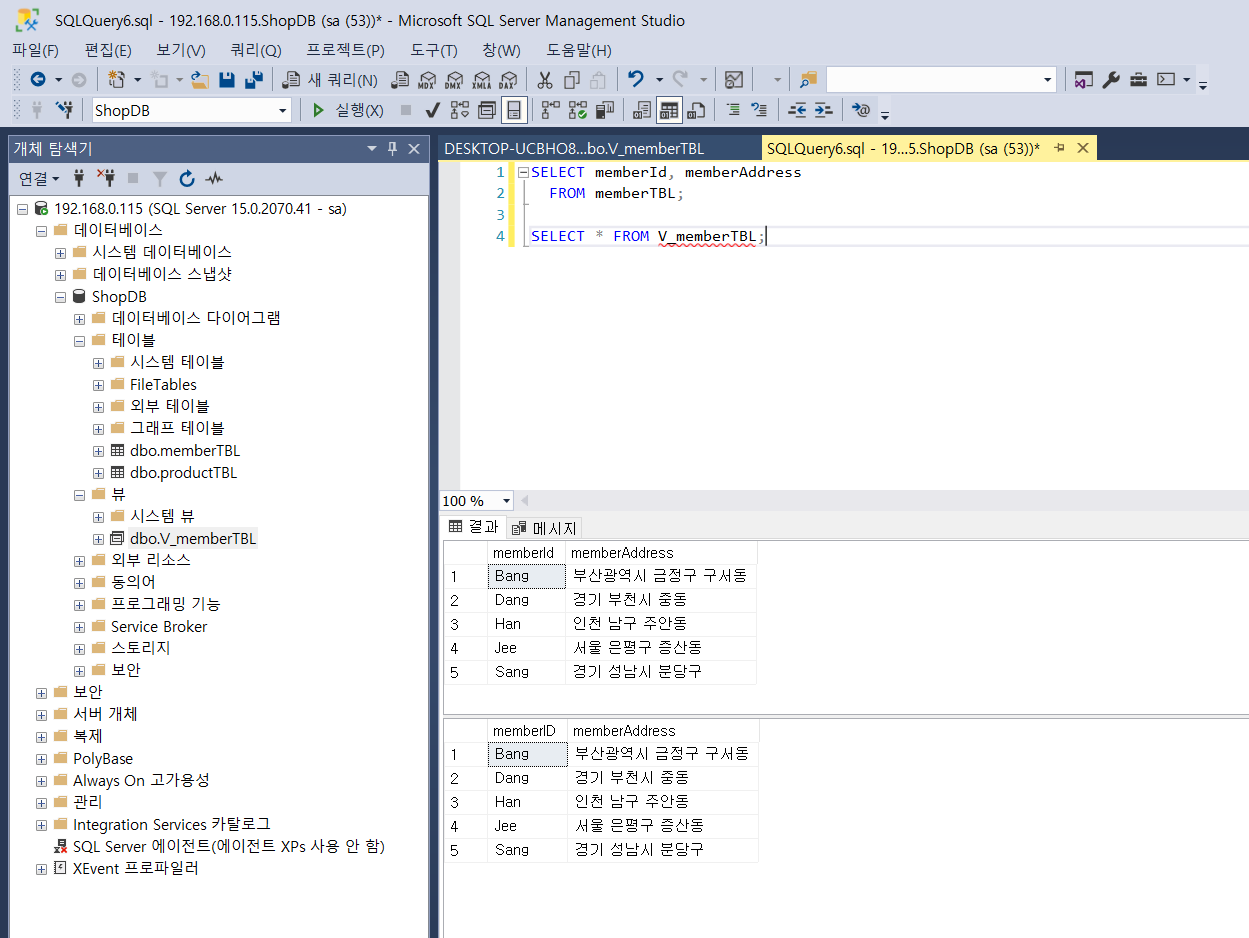 SQLQuery6.sql - 192.168.0.115.ShopDB (sa (53))* - Microsoft SQL Server Management Studio
파일(F) 편집(E) 보기(V) 쿼리(Q) 프로젝트(P) 도구(T) 창(W) 도움말(H)
새 쿼리(N) MDX DMX XMLA DAX
ShopDB 실행(X)
개체 탐색기
연결
192.168.0.115 (SQL Server 15.0.2070.41 - sa)
데이터베이스
시스템 데이터베이스
데이터베이스 스냅샷
ShopDB
데이터베이스 다이어그램
테이블
시스템 테이블
FileTables
외부 테이블
그래프 테이블
dbo.memberTBL
dbo.productTBL
뷰
시스템 뷰
dbo.V_memberTBL
외부 리소스
동의어
프로그래밍 기능
Service Broker
스토리지
보안
보안
서버 개체
복제
PolyBase
Always On 고가용성
관리
Integration Services 카탈로그
SQL Server 에이전트(에이전트 XPs 사용 안 함)
XEvent 프로파일러
DESKTOP-UCBHO8...bo.V_memberTBL SQLQuery6.sql - 19...5.ShopDB (sa (53))*
1 SELECT memberId, memberAddress
2 FROM memberTBL;
3
4 SELECT * FROM V_memberTBL;
100 %
결과 메시지
memberId memberAddress
1 Bang 부산광역시 금정구 구서동
2 Dang 경기 부천시 중동
3 Han 인천 남구 주안동
4 Jee 서울 은평구 증산동
5 Sang 경기 성남시 분당구
memberID memberAddress
1 Bang 부산광역시 금정구 구서동
2 Dang 경기 부천시 중동
3 Han 인천 남구 주안동
4 Jee 서울 은평구 증산동
5 Sang 경기 성남시 분당구